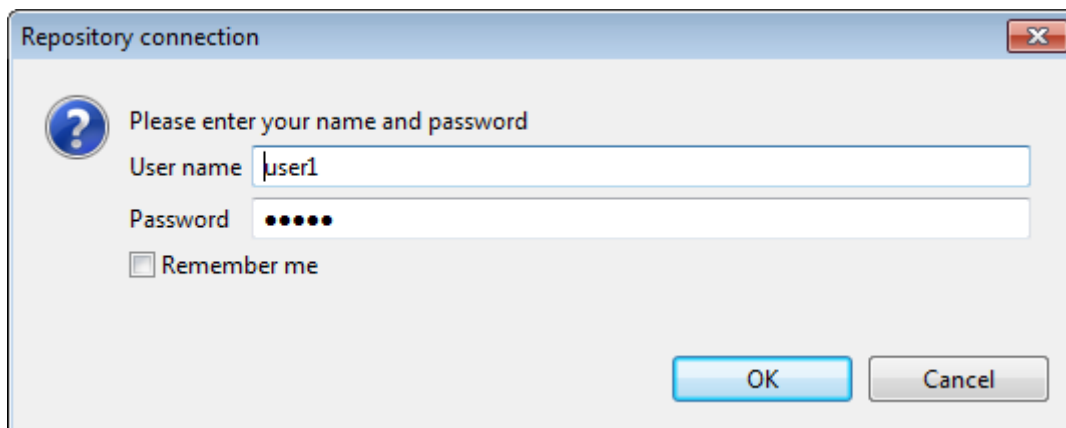 Repository connection
Please enter your name and password
User name user1
Password •••••
Remember me
OK Cancel